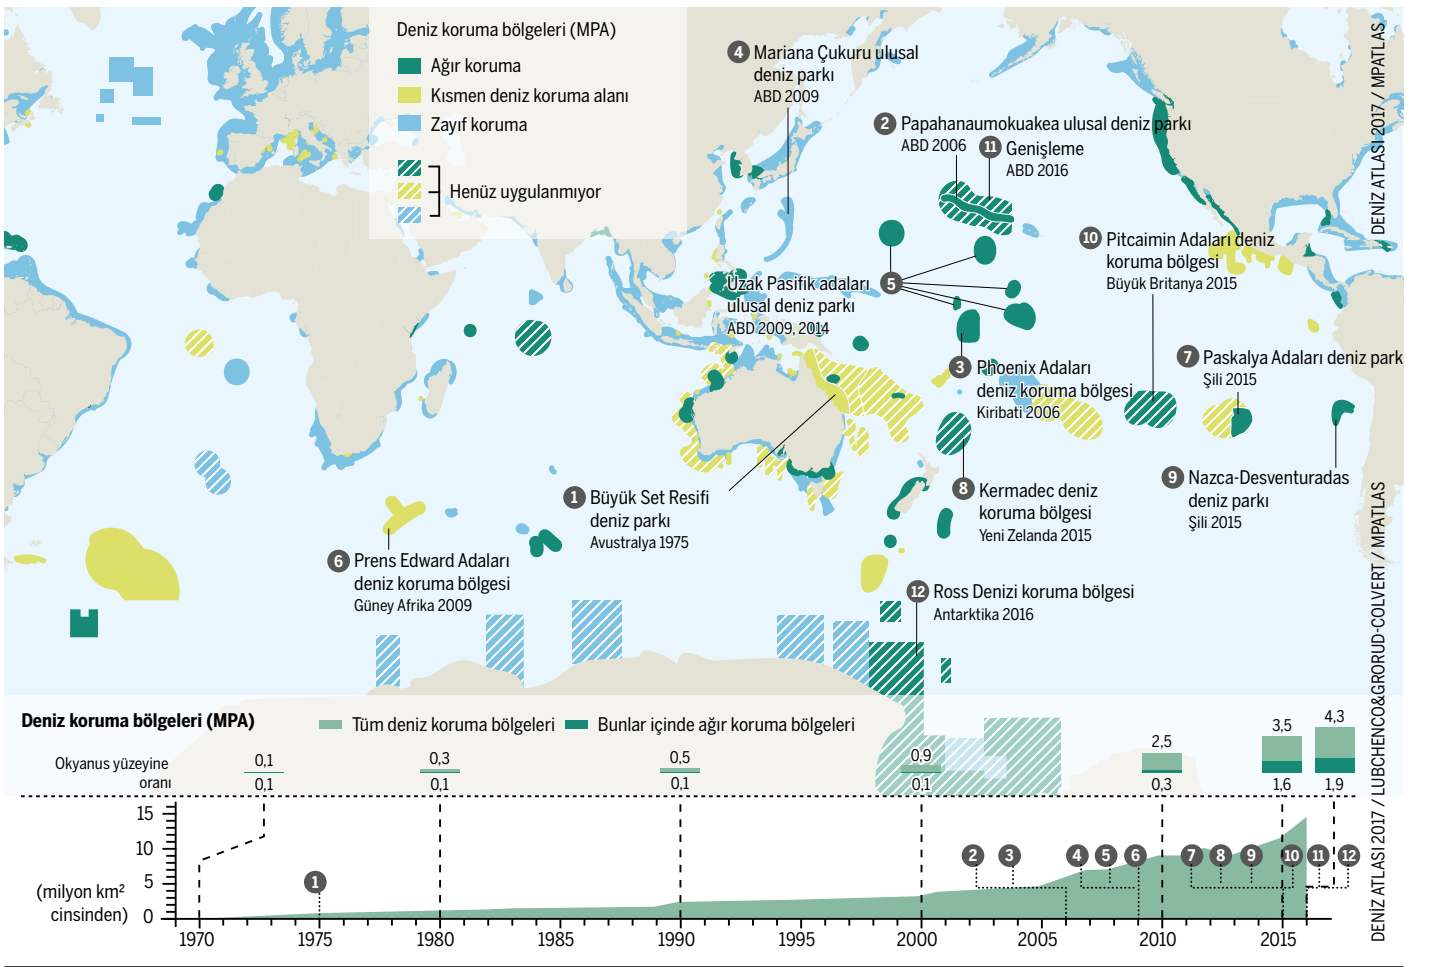 Deniz koruma bölgeleri (MPA)
Ağır koruma
Kısmen deniz koruma alanı
Zayıf koruma
Henüz uygulanmıyor
4 Mariana Çukuru ulusal
deniz parkı
ABD 2009
2 Papahanaumokuakea ulusal deniz parkı
ABD 2006
11 Genişleme
ABD 2016
10 Pitcaimin Adaları deniz
koruma bölgesi
Büyük Britanya 2015
5
Uzak Pasifik adaları
ulusal deniz parkı
ABD 2009, 2014
3 Phoenix Adaları
deniz koruma bölgesi
Kiribati 2006
7 Paskalya Adaları deniz park
Şili 2015
9 Nazca-Desventuradas
deniz parkı
Şili 2015
8 Kermadec deniz
koruma bölgesi
Yeni Zelanda 2015
1 Büyük Set Resifi
deniz parkı
Avustralya 1975
6 Prens Edward Adaları
deniz koruma bölgesi
Güney Afrika 2009
12 Ross Denizi koruma bölgesi
Antarktika 2016
DENİZ ATLASI 2017 / MPATLAS
DENİZ ATLASI 2017 / LUBCHENCO&GRORUD-COLVERT / MPATLAS
Deniz koruma bölgeleri (MPA)
Tüm deniz koruma bölgeleri
Bunlar içinde ağır koruma bölgeleri
Okyanus yüzeyine
oranı
0,1 0,3 0,5 0,9 2,5 3,5 4,3
0,1 0,1 0,1 0,1 0,3 1,6 1,9
15
10
5
0
(milyon km²
cinsinden)
1 2 3 4 5 6 7 8 9 10 11 12
1970 1975 1980 1985 1990 1995 2000 2005 2010 2015